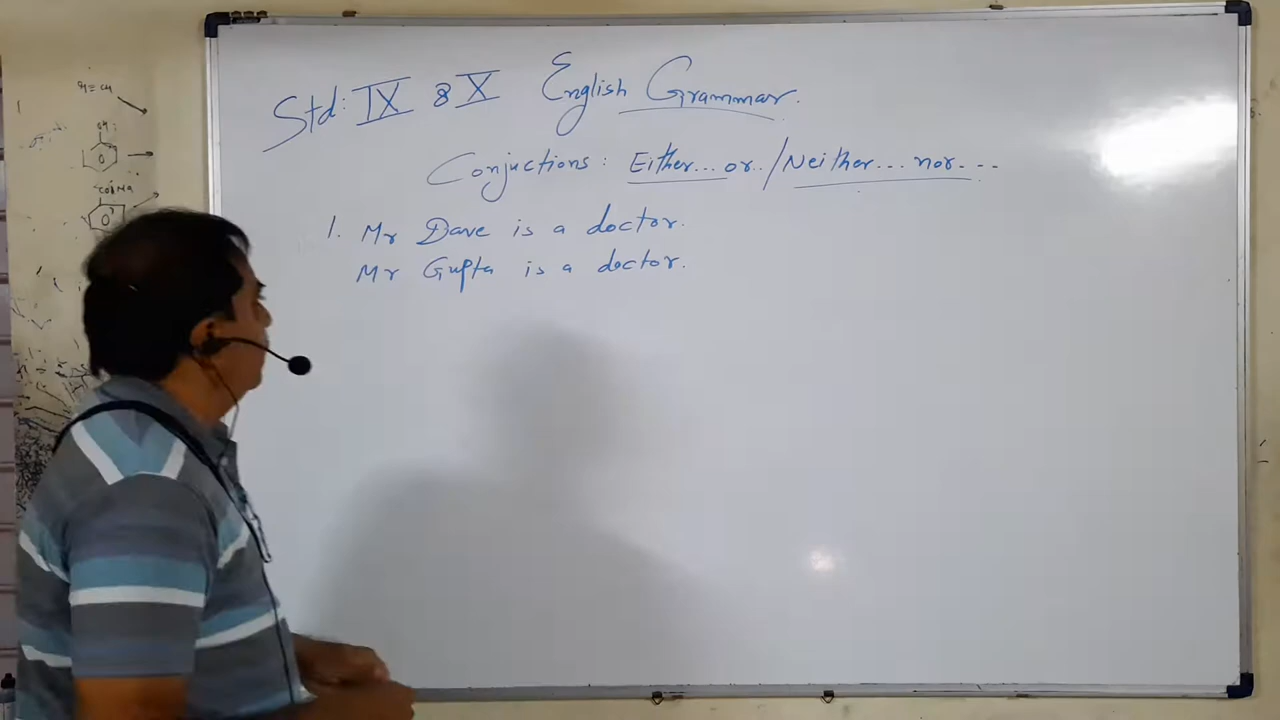 Std: IX & X English Grammar.
Conjuctions: Either...or../Neither...nor...
1. Mr Dave is a doctor.
Mr Gupta is a doctor.